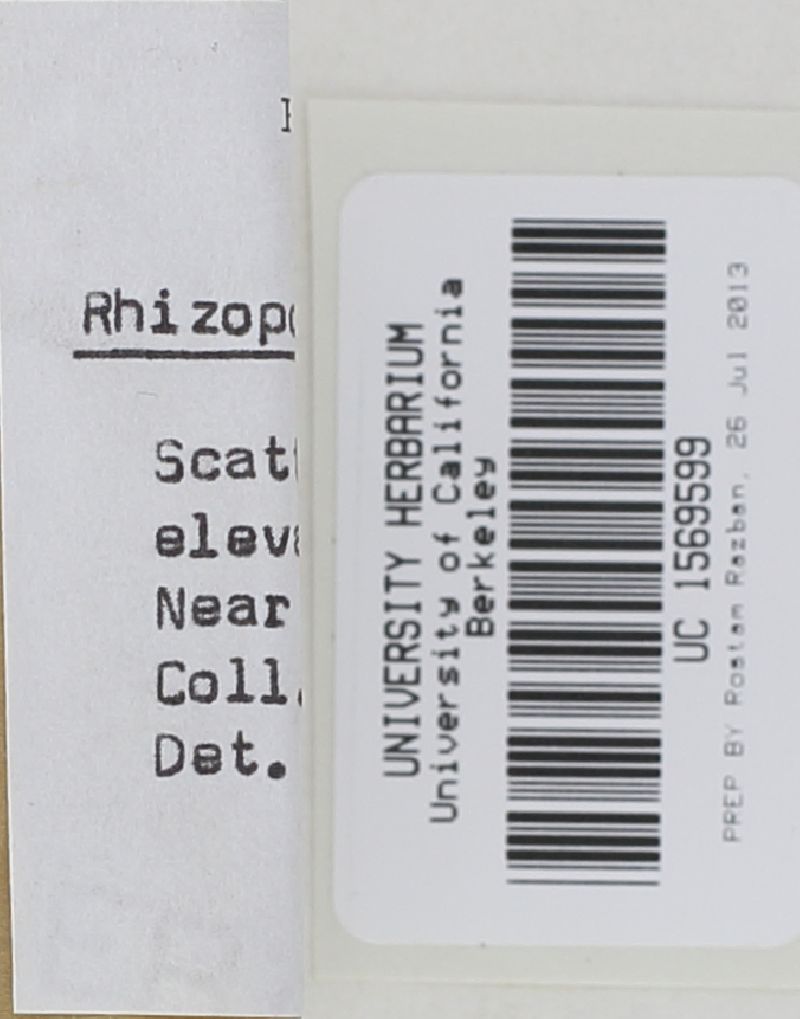 Rhizop
Scat
elev
Near
Coll.
Det.
UNIVERSITY HERBARIUM
University of California
Berkeley
UC 1569599
PREP BY Rostam Razban, 26 Jul 2013